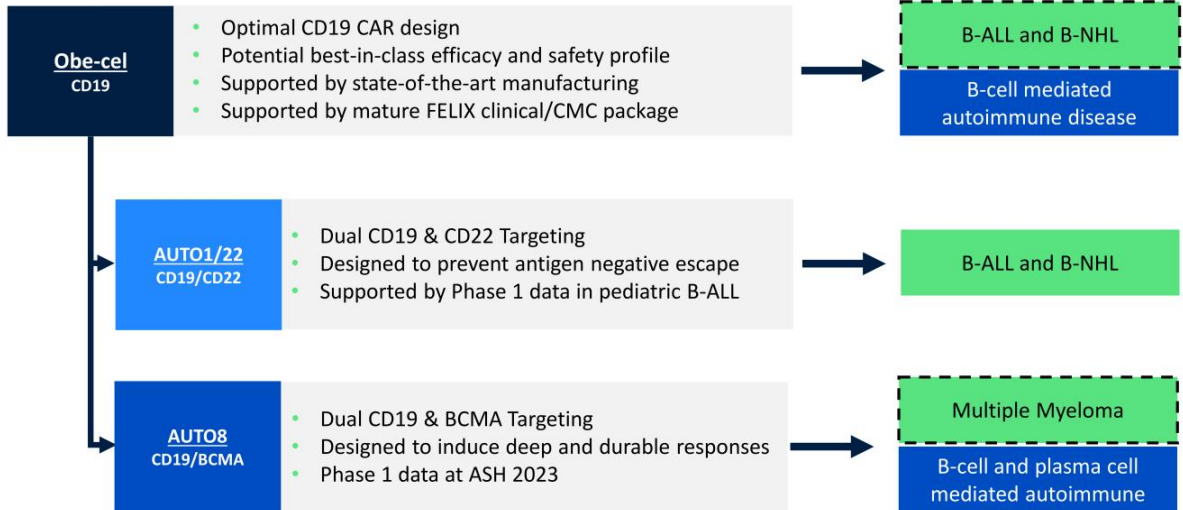 Obe-cel
CD19
• Optimal CD19 CAR design
• Potential best-in-class efficacy and safety profile
• Supported by state-of-the-art manufacturing
• Supported by mature FELIX clinical/CMC package
B-ALL and B-NHL
B-cell mediated
autoimmune disease
AUTO1/22
CD19/CD22
• Dual CD19 & CD22 Targeting
• Designed to prevent antigen negative escape
• Supported by Phase 1 data in pediatric B-ALL
B-ALL and B-NHL
AUTO8
CD19/BCMA
• Dual CD19 & BCMA Targeting
• Designed to induce deep and durable responses
• Phase 1 data at ASH 2023
Multiple Myeloma
B-cell and plasma cell
mediated autoimmune